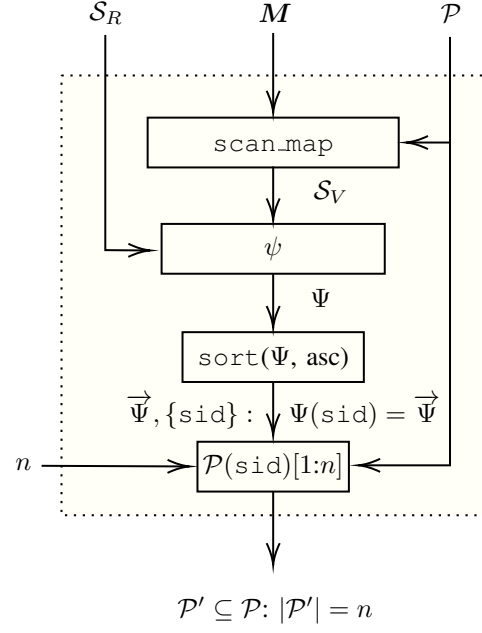 𝒮_R 𝑴 𝒫
scan_map
𝒮_V
ψ
Ψ
sort(Ψ, asc)
Ψ⃗, {sid} : Ψ(sid) = Ψ⃗
n
𝒫(sid)[1:n]
𝒫′ ⊆ 𝒫: |𝒫′| = n